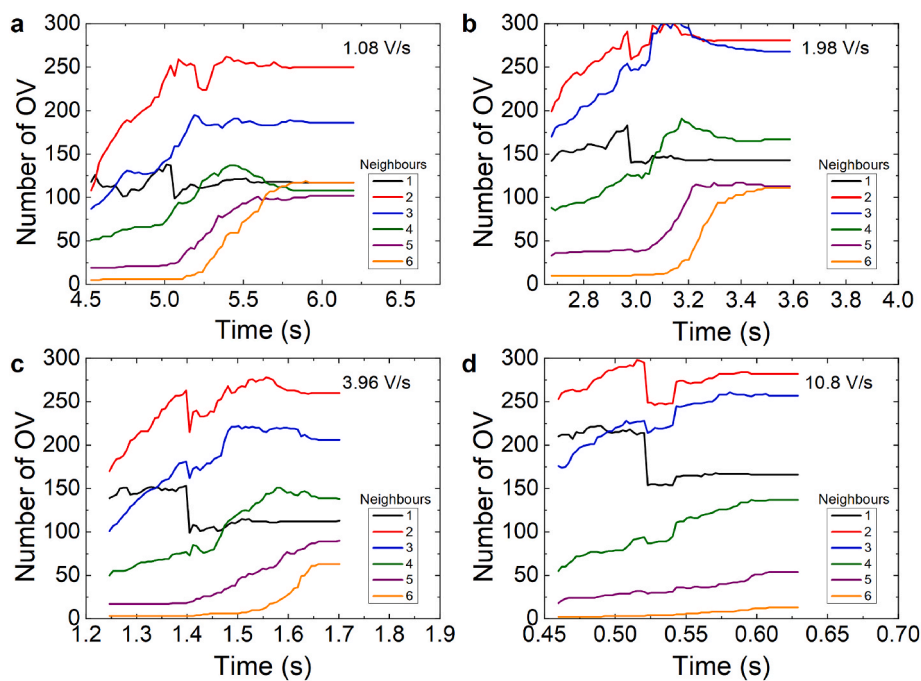 a
1.08 V/s
Number of OV
300
250
200
150
100
50
0
Neighbours
1
2
3
4
5
6
4.5 5.0 5.5 6.0 6.5
Time (s)
b
1.98 V/s
Number of OV
300
250
200
150
100
50
0
Neighbours
1
2
3
4
5
6
2.8 3.0 3.2 3.4 3.6 3.8 4.0
Time (s)
c
3.96 V/s
Number of OV
300
250
200
150
100
50
0
Neighbours
1
2
3
4
5
6
1.2 1.3 1.4 1.5 1.6 1.7 1.8 1.9
Time (s)
d
10.8 V/s
Number of OV
300
250
200
150
100
50
0
Neighbours
1
2
3
4
5
6
0.45 0.50 0.55 0.60 0.65 0.70
Time (s)